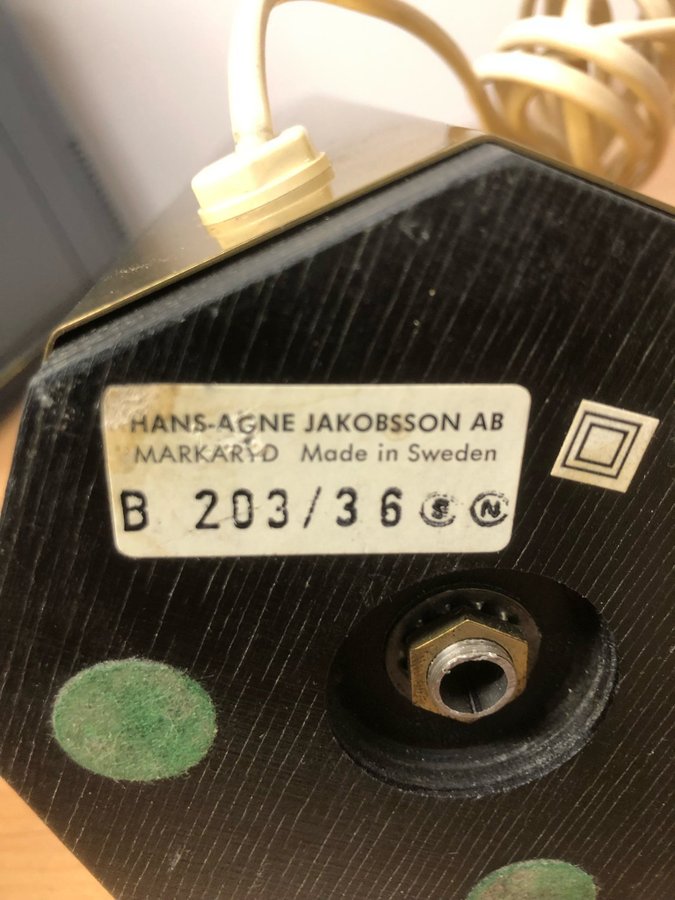 HANS-AGNE JAKOBSSON AB
MARKARYD Made in Sweden
B 203/36 S N